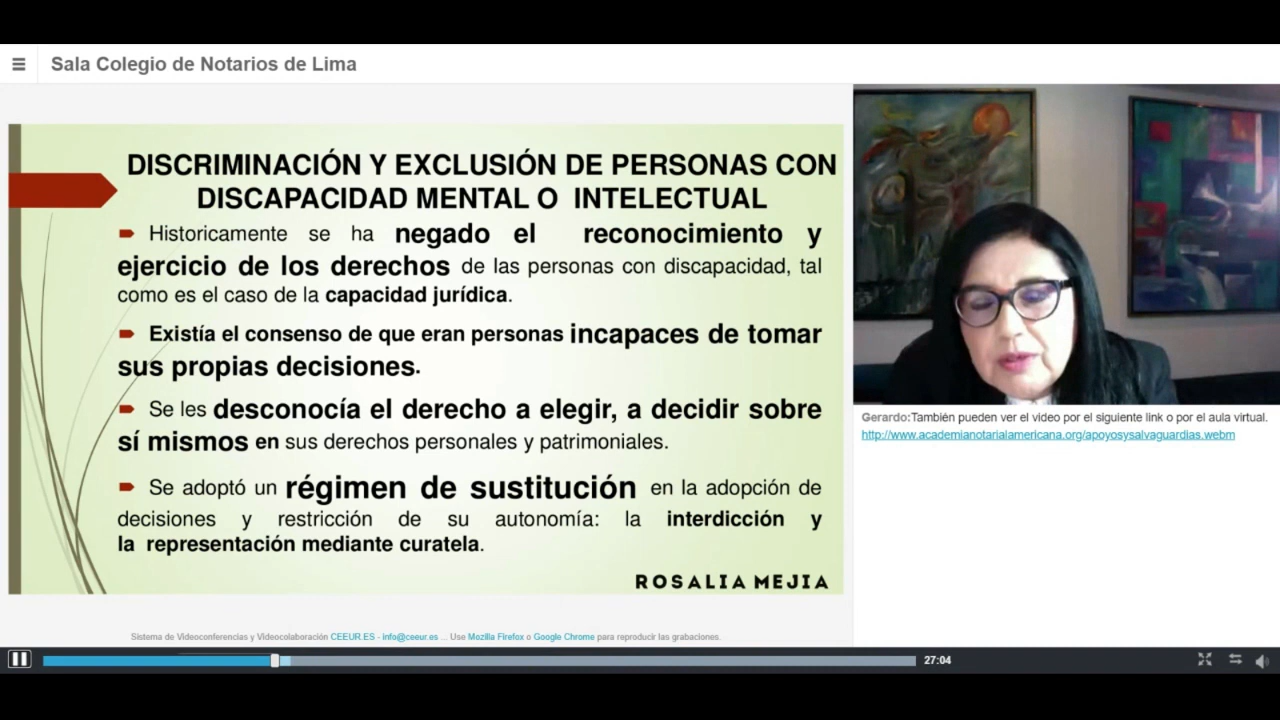 Sala Colegio de Notarios de Lima
DISCRIMINACIÓN Y EXCLUSIÓN DE PERSONAS CON
DISCAPACIDAD MENTAL O INTELECTUAL
Historicamente se ha negado el reconocimiento y
ejercicio de los derechos de las personas con discapacidad, tal
como es el caso de la capacidad jurídica.
Existía el consenso de que eran personas incapaces de tomar
sus propias decisiones.
Se les desconocía el derecho a elegir, a decidir sobre
sí mismos en sus derechos personales y patrimoniales.
Se adoptó un régimen de sustitución en la adopción de
decisiones y restricción de su autonomía: la interdicción y
la representación mediante curatela.
ROSALIA MEJIA
Gerardo:También pueden ver el video por el siguiente link o por el aula virtual.
http://www.academianotarialamericana.org/apoyosysalvaguardias.webm
Sistema de Videoconferencias y Videocolaboración CEEUR.ES - info@ceeur.es ... Use Mozilla Firefox o Google Chrome para reproducir las grabaciones.
27:04